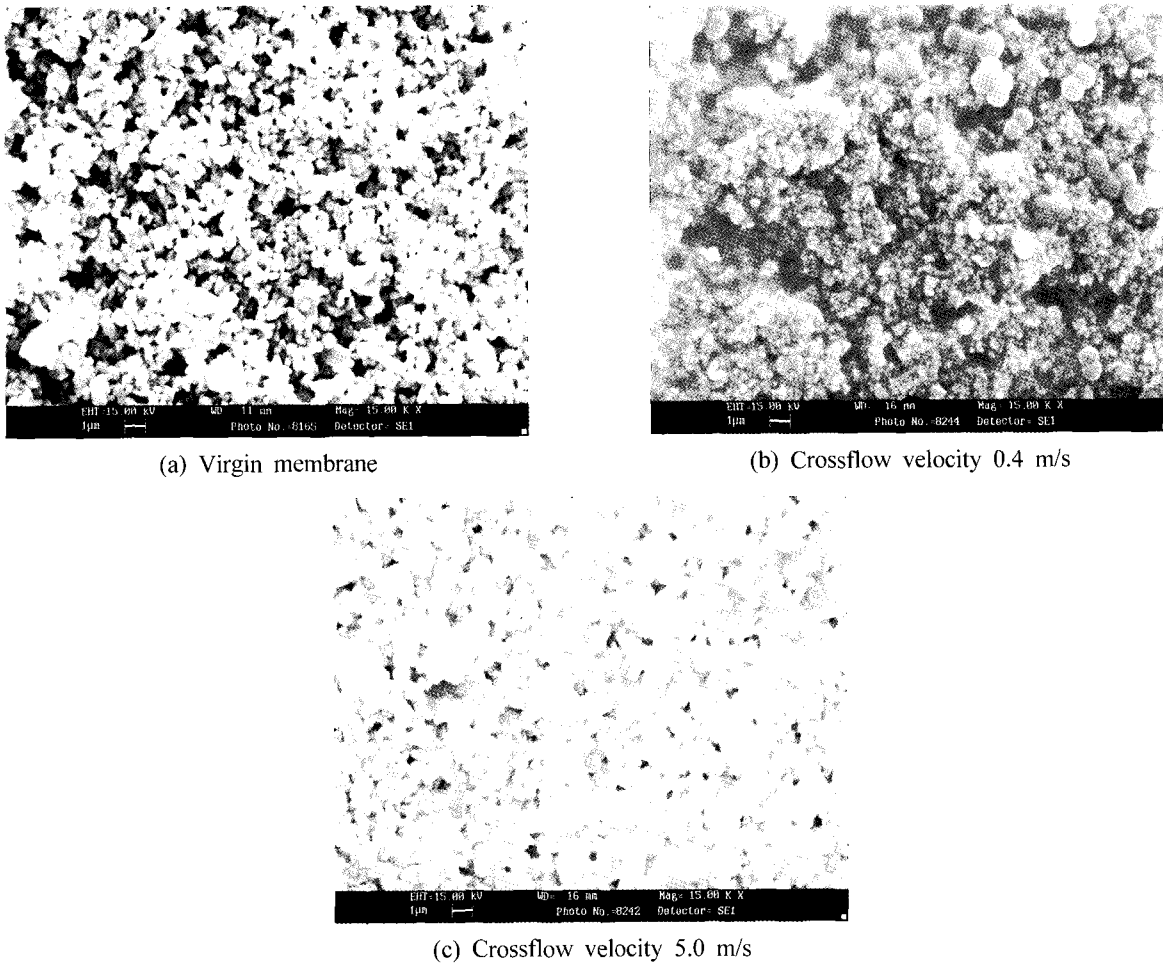 EHT=15.00 kV WD= 11 mm Mag= 15.00 K X
1μm Photo No.=8165 Detector= SE1
(a) Virgin membrane
EHT=15.00 kV WD= 16 mm Mag= 15.00 K X
1μm Photo No.=8244 Detector= SE1
(b) Crossflow velocity 0.4 m/s
EHT=15.00 kV WD= 16 mm Mag= 15.00 K X
1μm Photo No.=8242 Detector= SE1
(c) Crossflow velocity 5.0 m/s